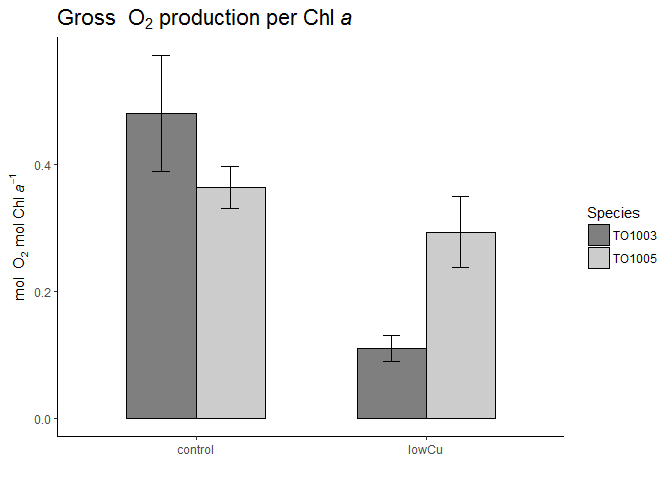 Gross O₂ production per Chl a
mol O₂ mol Chl a⁻¹
0.4
0.2
0.0
control lowCu
Species
TO1003
TO1005